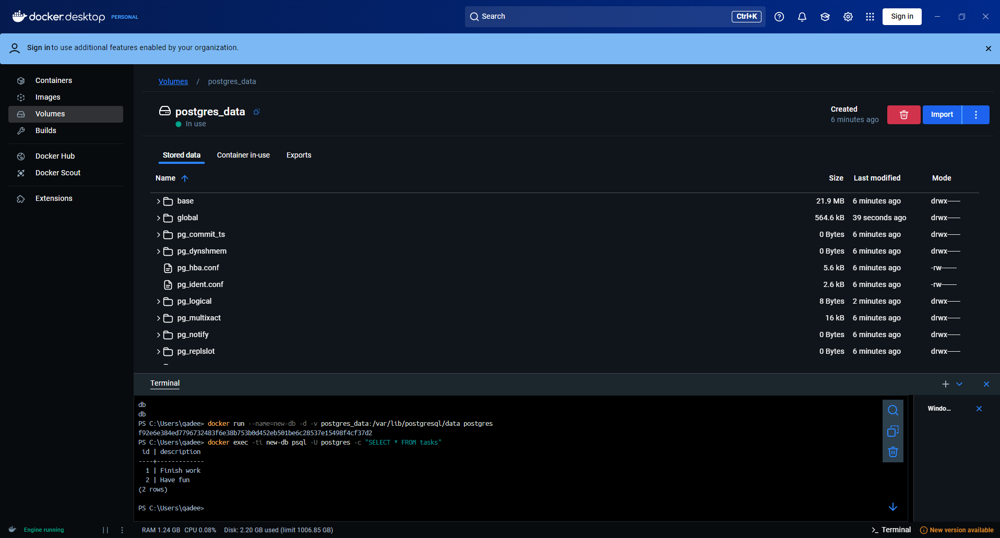 docker.desktop PERSONAL
Search Ctrl+K
Sign in
Sign in to use additional features enabled by your organization.
Containers
Images
Volumes
Builds
Docker Hub
Docker Scout
Extensions
Volumes / postgres_data
postgres_data
In use
Created
6 minutes ago
Import
Stored data Container in-use Exports
Name Size Last modified Mode
base 21.9 MB 6 minutes ago drwx------
global 564.6 kB 39 seconds ago drwx------
pg_commit_ts 0 Bytes 6 minutes ago drwx------
pg_dynshmem 0 Bytes 6 minutes ago drwx------
pg_hba.conf 5.6 kB 6 minutes ago -rw-------
pg_ident.conf 2.6 kB 6 minutes ago -rw-------
pg_logical 8 Bytes 2 minutes ago drwx------
pg_multixact 16 kB 6 minutes ago drwx------
pg_notify 0 Bytes 6 minutes ago drwx------
pg_replslot 0 Bytes 6 minutes ago drwx------
Terminal
Windo...
db
db
PS C:\Users\qadee> docker run --name=new-db -d -v postgres_data:/var/lib/postgresql/data postgres
f92e6e384ed7796732483f6e38b753b0d452eb501be6c28537e15498f4cf37d2
PS C:\Users\qadee> docker exec -ti new-db psql -U postgres -c "SELECT * FROM tasks"
id | description
----+-------------
1 | Finish work
2 | Have fun
(2 rows)
PS C:\Users\qadee>
Engine running
RAM 1.24 GB CPU 0.08% Disk: 2.20 GB used (limit 1006.85 GB)
>_ Terminal
New version available